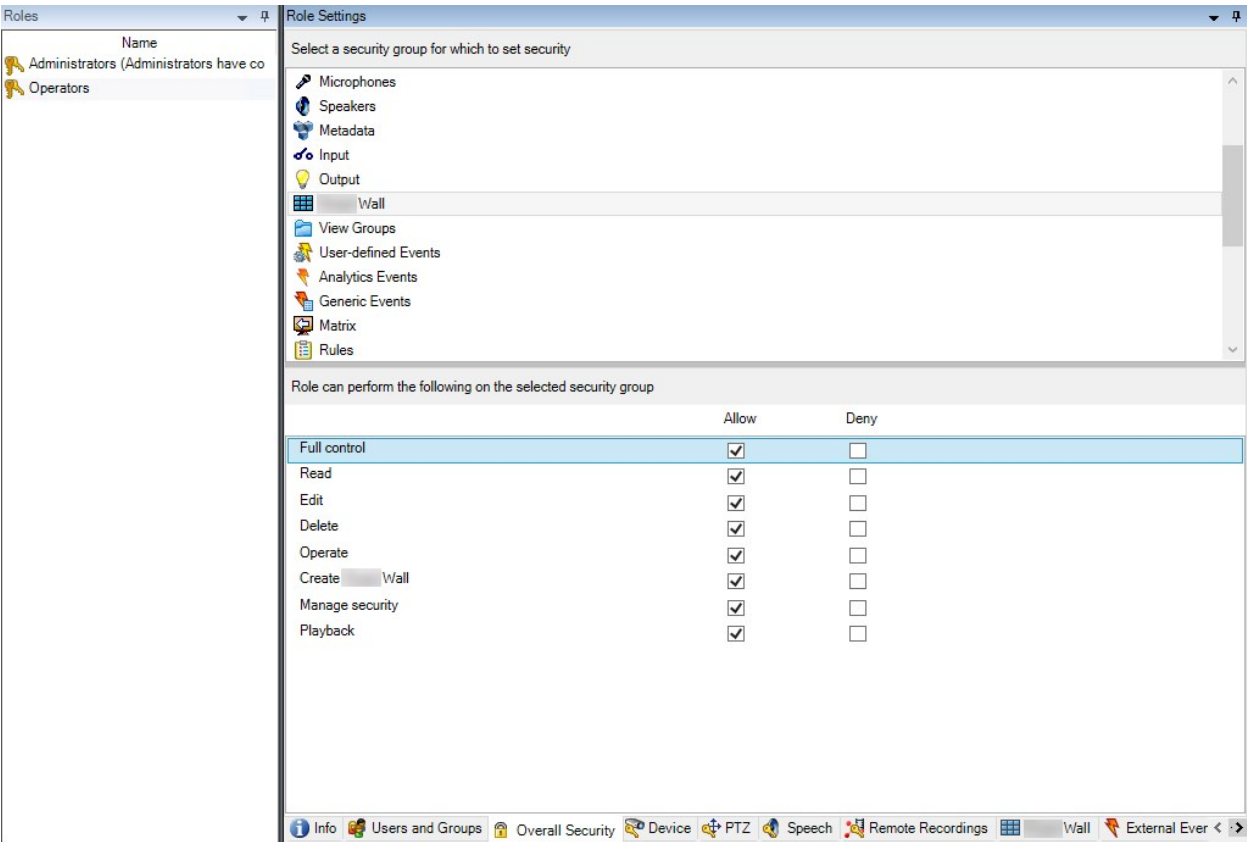 Roles
Name
Administrators (Administrators have co
Operators
Role Settings
Select a security group for which to set security
Microphones
Speakers
Metadata
Input
Output
Wall
View Groups
User-defined Events
Analytics Events
Generic Events
Matrix
Rules
Role can perform the following on the selected security group
Allow Deny
Full control
Read
Edit
Delete
Operate
Create Wall
Manage security
Playback
Info Users and Groups Overall Security Device PTZ Speech Remote Recordings Wall External Ever